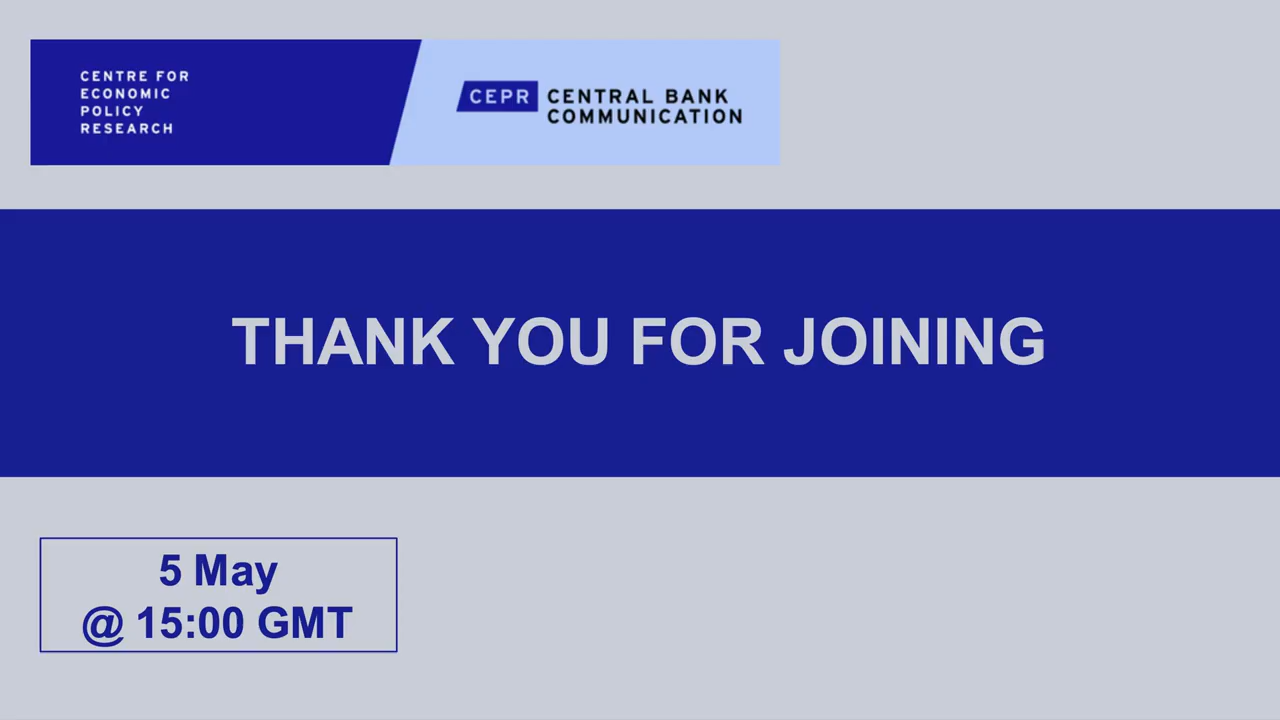 CENTRE FOR
ECONOMIC
POLICY
RESEARCH
CEPR CENTRAL BANK
COMMUNICATION
THANK YOU FOR JOINING
5 May
@ 15:00 GMT